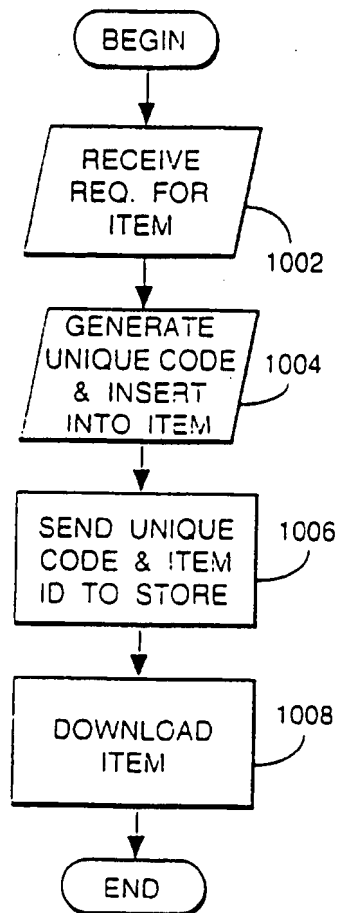 BEGIN
RECEIVE
REQ. FOR
ITEM
1002
GENERATE
UNIQUE CODE
& INSERT
INTO ITEM
1004
SEND UNIQUE
CODE & ITEM
ID TO STORE
1006
DOWNLOAD
ITEM
1008
END